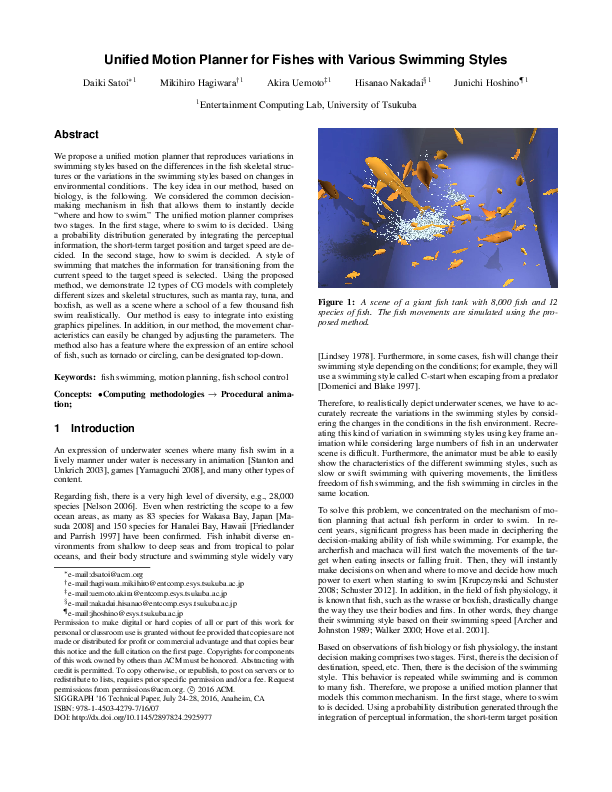 Unified Motion Planner for Fishes with Various Swimming Styles
Daiki Satoi∗1 Mikihiro Hagiwara†1 Akira Uemoto‡1 Hisanao Nakadai§1 Junichi Hoshino¶1
1Entertainment Computing Lab, University of Tsukuba
Abstract
We propose a unified motion planner that reproduces variations in
swimming styles based on the differences in the fish skeletal struc-
tures or the variations in the swimming styles based on changes in
environmental conditions. The key idea in our method, based on
biology, is the following. We considered the common decision-
making mechanism in fish that allows them to instantly decide
“where and how to swim.” The unified motion planner comprises
two stages. In the first stage, where to swim to is decided. Using
a probability distribution generated by integrating the perceptual
information, the short-term target position and target speed are de-
cided. In the second stage, how to swim is decided. A style of
swimming that matches the information for transitioning from the
current speed to the target speed is selected. Using the proposed
method, we demonstrate 12 types of CG models with completely
different sizes and skeletal structures, such as manta ray, tuna, and
boxfish, as well as a scene where a school of a few thousand fish
swim realistically. Our method is easy to integrate into existing
graphics pipelines. In addition, in our method, the movement char-
acteristics can easily be changed by adjusting the parameters. The
method also has a feature where the expression of an entire school
of fish, such as tornado or circling, can be designated top-down.
Keywords: fish swimming, motion planning, fish school control
Concepts: •Computing methodologies → Procedural anima-
tion;
1 Introduction
An expression of underwater scenes where many fish swim in a
lively manner under water is necessary in animation [Stanton and
Unkrich 2003], games [Yamaguchi 2008], and many other types of
content.
Regarding fish, there is a very high level of diversity, e.g., 28,000
species [Nelson 2006]. Even when restricting the scope to a few
ocean areas, as many as 83 species for Wakasa Bay, Japan [Ma-
suda 2008] and 150 species for Hanalei Bay, Hawaii [Friedlander
and Parrish 1997] have been confirmed. Fish inhabit diverse en-
vironments from shallow to deep seas and from tropical to polar
oceans, and their body structure and swimming style widely vary
∗e-mail:dsatoi@acm.org
†e-mail:hagiwara.mikihiro@entcomp.esys.tsukuba.ac.jp
‡e-mail:uemoto.akira@entcomp.esys.tsukuba.ac.jp
§e-mail:nakadai.hisanao@entcomp.esys.tsukuba.ac.jp
¶e-mail:jhoshino@esys.tsukuba.ac.jp
Permission to make digital or hard copies of all or part of this work for
personal or classroom use is granted without fee provided that copies are not
made or distributed for profit or commercial advantage and that copies bear
this notice and the full citation on the first page. Copyrights for components
of this work owned by others than ACM must be honored. Abstracting with
credit is permitted. To copy otherwise, or republish, to post on servers or to
redistribute to lists, requires prior specific permission and/or a fee. Request
permissions from permissions@acm.org. © 2016 ACM.
SIGGRAPH '16 Technical Paper, July 24-28, 2016, Anaheim, CA
ISBN: 978-1-4503-4279-7/16/07
DOI: http://dx.doi.org/10.1145/2897824.2925977
Figure 1: A scene of a giant fish tank with 8,000 fish and 12
species of fish. The fish movements are simulated using the pro-
posed method.
[Lindsey 1978]. Furthermore, in some cases, fish will change their
swimming style depending on the conditions; for example, they will
use a swimming style called C-start when escaping from a predator
[Domenici and Blake 1997].
Therefore, to realistically depict underwater scenes, we have to ac-
curately recreate the variations in the swimming styles by consid-
ering the changes in the conditions in the fish environment. Recre-
ating this kind of variation in swimming styles using key frame an-
imation while considering large numbers of fish in an underwater
scene is difficult. Furthermore, the animator must be able to easily
show the characteristics of the different swimming styles, such as
slow or swift swimming with quivering movements, the limitless
freedom of fish swimming, and the fish swimming in circles in the
same location.
To solve this problem, we concentrated on the mechanism of mo-
tion planning that actual fish perform in order to swim. In re-
cent years, significant progress has been made in deciphering the
decision-making ability of fish while swimming. For example, the
archerfish and machaca will first watch the movements of the tar-
get when eating insects or falling fruit. Then, they will instantly
make decisions on when and where to move and decide how much
power to exert when starting to swim [Krupczynski and Schuster
2008; Schuster 2012]. In addition, in the field of fish physiology, it
is known that fish, such as the wrasse or boxfish, drastically change
the way they use their bodies and fins. In other words, they change
their swimming style based on their swimming speed [Archer and
Johnston 1989; Walker 2000; Hove et al. 2001].
Based on observations of fish biology or fish physiology, the instant
decision making comprises two stages. First, there is the decision of
destination, speed, etc. Then, there is the decision of the swimming
style. This behavior is repeated while swimming and is common
to many fish. Therefore, we propose a unified motion planner that
models this common mechanism. In the first stage, where to swim
to is decided. Using a probability distribution generated through the
integration of perceptual information, the short-term target position